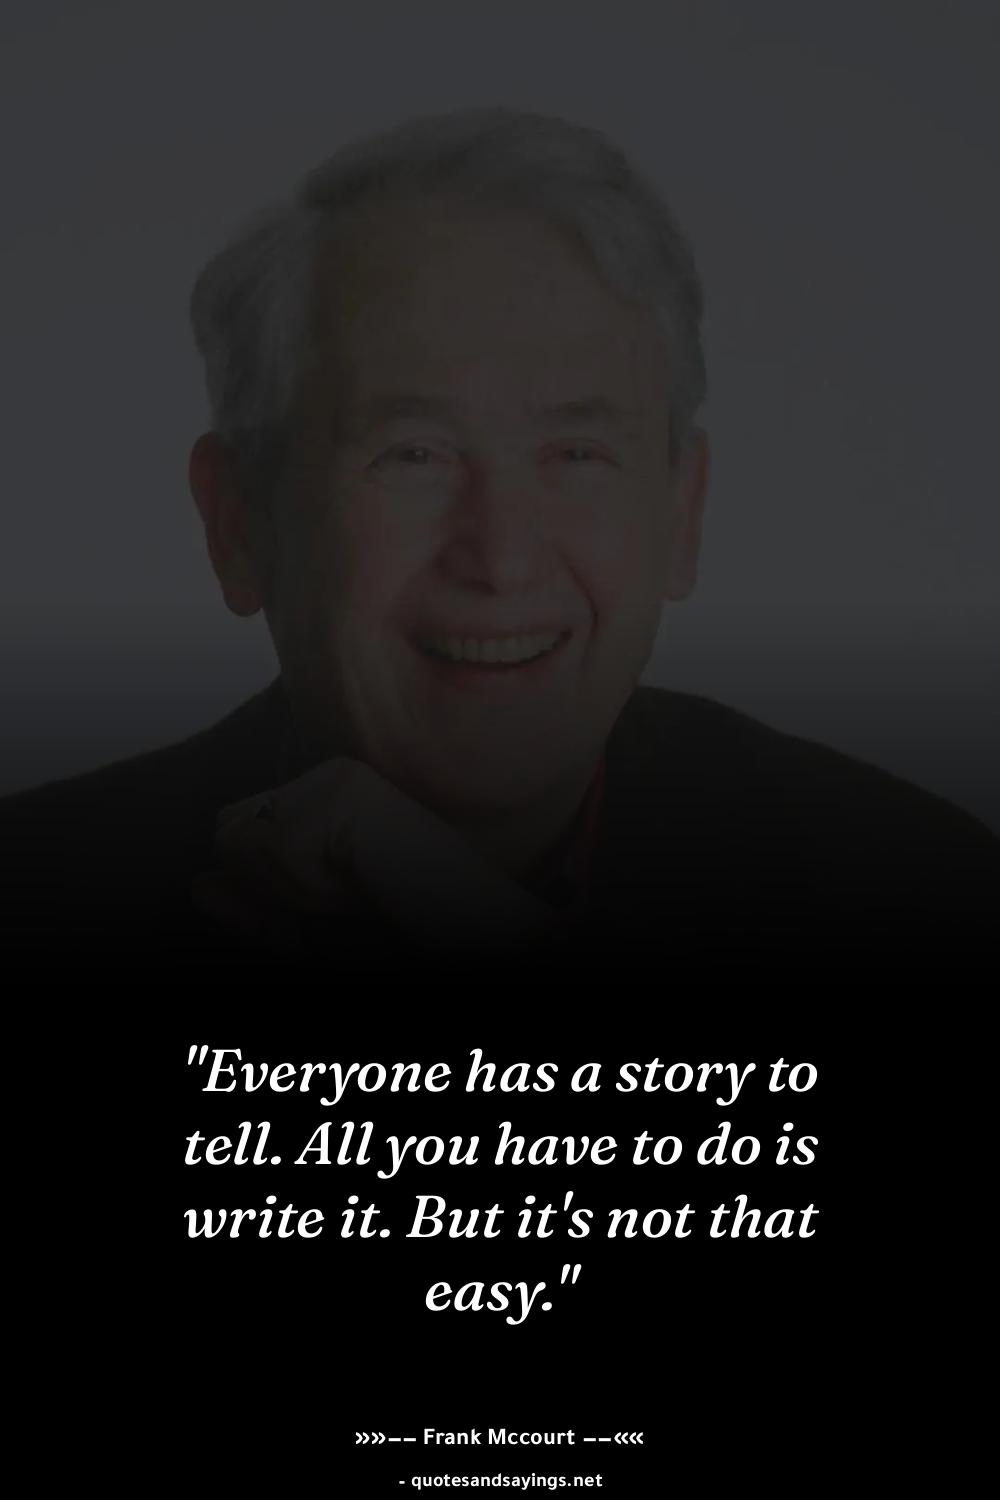 "Everyone has a story to
tell. All you have to do is
write it. But it's not that
easy."
»»−− Frank Mccourt −−««
- quotesandsayings.net